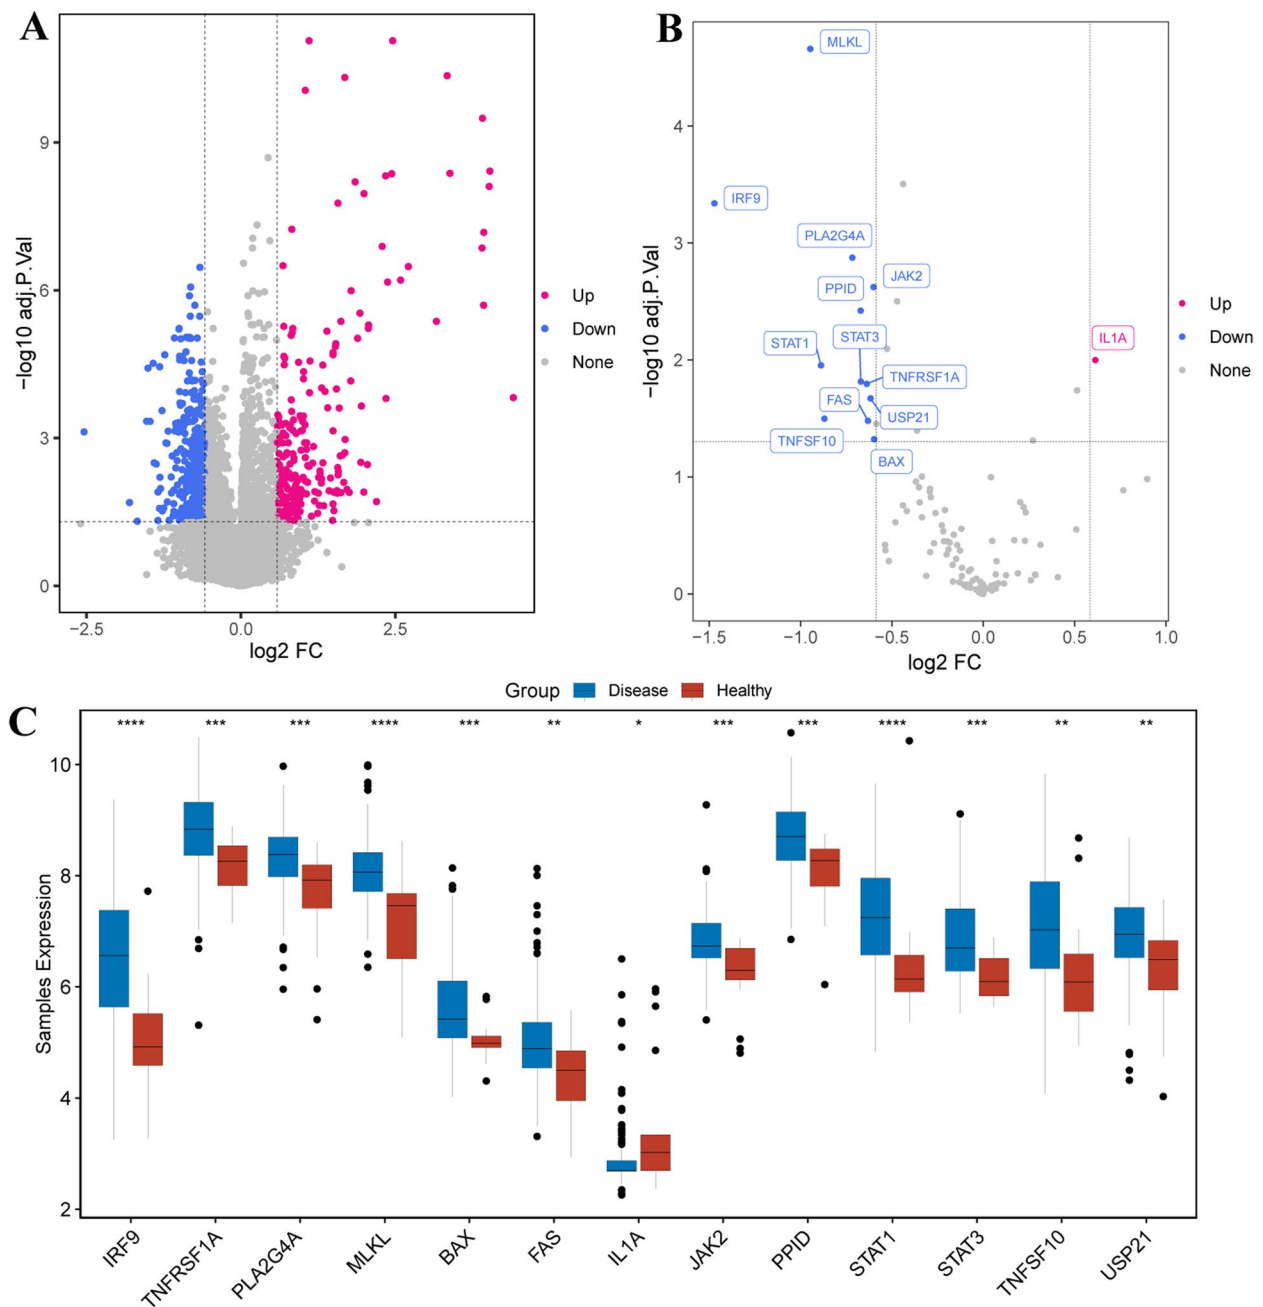 A
−log10 adj.P.Val
9
6
3
0
−2.5
0.0
2.5
log2 FC
Up
Down
None
B
−log10 adj.P.Val
4
3
2
1
0
−1.5
−1.0
−0.5
0.0
0.5
1.0
log2 FC
MLKL
IRF9
PLA2G4A
JAK2
PPID
STAT1
STAT3
IL1A
TNFRSF1A
FAS
USP21
TNFSF10
BAX
Up
Down
None
Group Disease Healthy
C
**** *** *** **** *** ** * *** *** **** *** ** **
Samples Expression
10
8
6
4
2
IRF9
TNFRSF1A
PLA2G4A
MLKL
BAX
FAS
IL1A
JAK2
PPID
STAT1
STAT3
TNFSF10
USP21